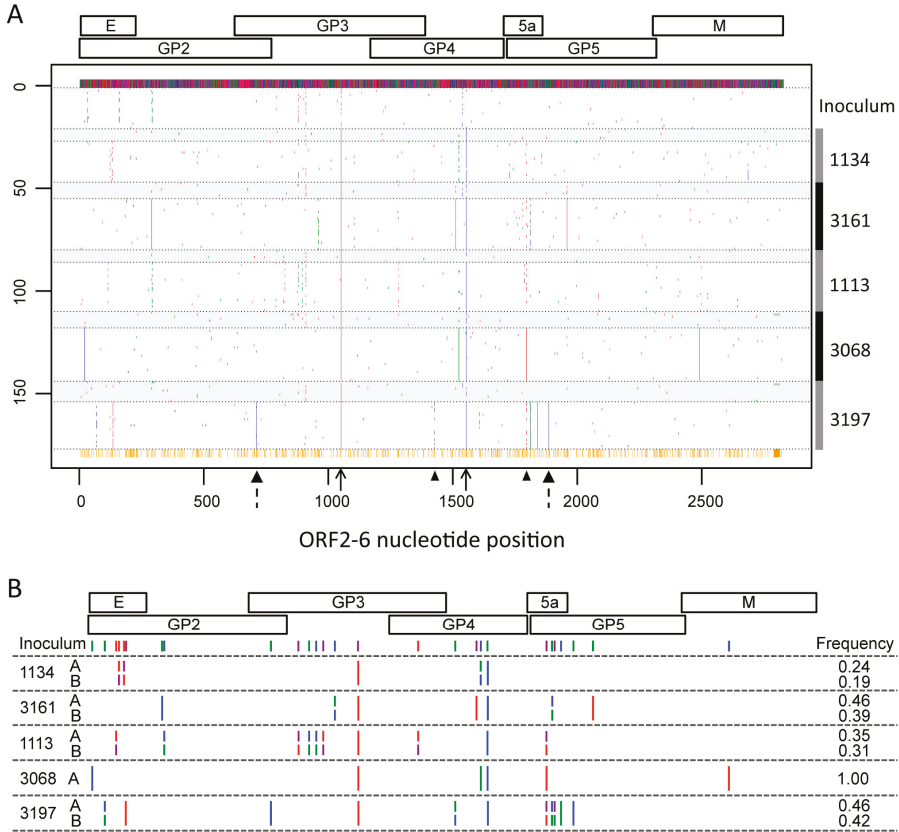 A
E GP3 5a M
GP2 GP4 GP5
0
50
100
150
Inoculum
1134
3161
1113
3068
3197
0 500 1000 1500 2000 2500
ORF2-6 nucleotide position
B
E GP3 5a M
GP2 GP4 GP5
Inoculum Frequency
1134 A 0.24
B 0.19
3161 A 0.46
B 0.39
1113 A 0.35
B 0.31
3068 A 1.00
3197 A 0.46
B 0.42